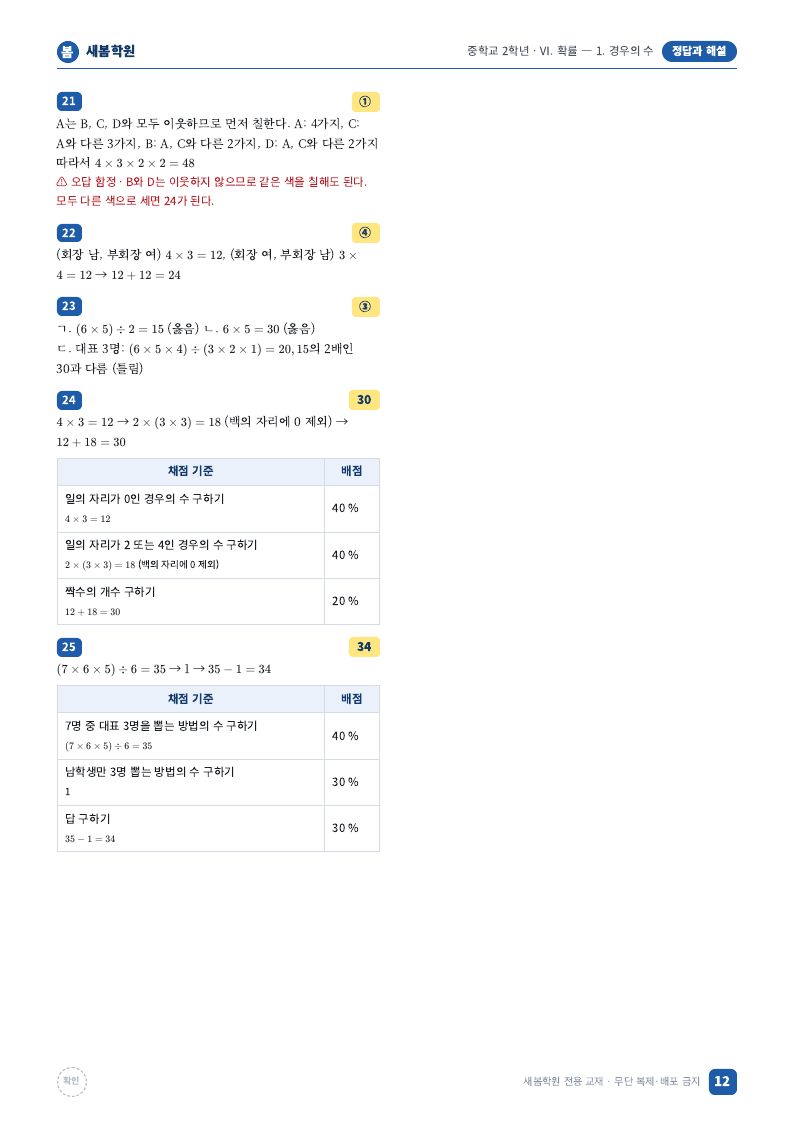 봄 새봄학원
중학교 2학년 · Ⅵ. 확률 — 1. 경우의 수 정답과 해설
21 ①
A는 B, C, D와 모두 이웃하므로 먼저 칠한다. A: 4가지, C:
A와 다른 3가지, B: A, C와 다른 2가지, D: A, C와 다른 2가지
따라서 4 × 3 × 2 × 2 = 48
⚠ 오답 함정 · B와 D는 이웃하지 않으므로 같은 색을 칠해도 된다.
모두 다른 색으로 세면 24가 된다.
22 ④
(회장 남, 부회장 여) 4 × 3 = 12, (회장 여, 부회장 남) 3 ×
4 = 12 → 12 + 12 = 24
23 ③
ㄱ. (6 × 5) ÷ 2 = 15 (옳음) ㄴ. 6 × 5 = 30 (옳음)
ㄷ. 대표 3명: (6 × 5 × 4) ÷ (3 × 2 × 1) = 20, 15의 2배인
30과 다름 (틀림)
24 30
4 × 3 = 12 → 2 × (3 × 3) = 18 (백의 자리에 0 제외) →
12 + 18 = 30
채점 기준 배점
일의 자리가 0인 경우의 수 구하기
4 × 3 = 12
40 %
일의 자리가 2 또는 4인 경우의 수 구하기
2 × (3 × 3) = 18 (백의 자리에 0 제외)
40 %
짝수의 개수 구하기
12 + 18 = 30
20 %
25 34
(7 × 6 × 5) ÷ 6 = 35 → 1 → 35 − 1 = 34
채점 기준 배점
7명 중 대표 3명을 뽑는 방법의 수 구하기
(7 × 6 × 5) ÷ 6 = 35
40 %
남학생만 3명 뽑는 방법의 수 구하기
1
30 %
답 구하기
35 − 1 = 34
30 %
확인
새봄학원 전용 교재 · 무단 복제·배포 금지 12